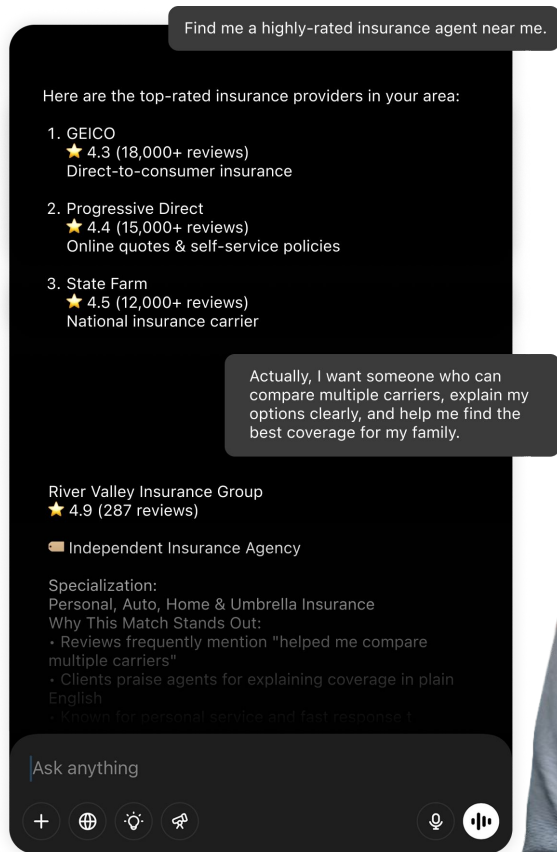 Find me a highly-rated insurance agent near me.
Here are the top-rated insurance providers in your area:
1. GEICO
⭐ 4.3 (18,000+ reviews)
Direct-to-consumer insurance
2. Progressive Direct
⭐ 4.4 (15,000+ reviews)
Online quotes & self-service policies
3. State Farm
⭐ 4.5 (12,000+ reviews)
National insurance carrier
Actually, I want someone who can
compare multiple carriers, explain my
options clearly, and help me find the
best coverage for my family.
River Valley Insurance Group
⭐ 4.9 (287 reviews)
🏷️ Independent Insurance Agency
Specialization:
Personal, Auto, Home & Umbrella Insurance
Why This Match Stands Out:
• Reviews frequently mention "helped me compare
multiple carriers"
• Clients praise agents for explaining coverage in plain
English
• Known for personal service and fast response t
Ask anything